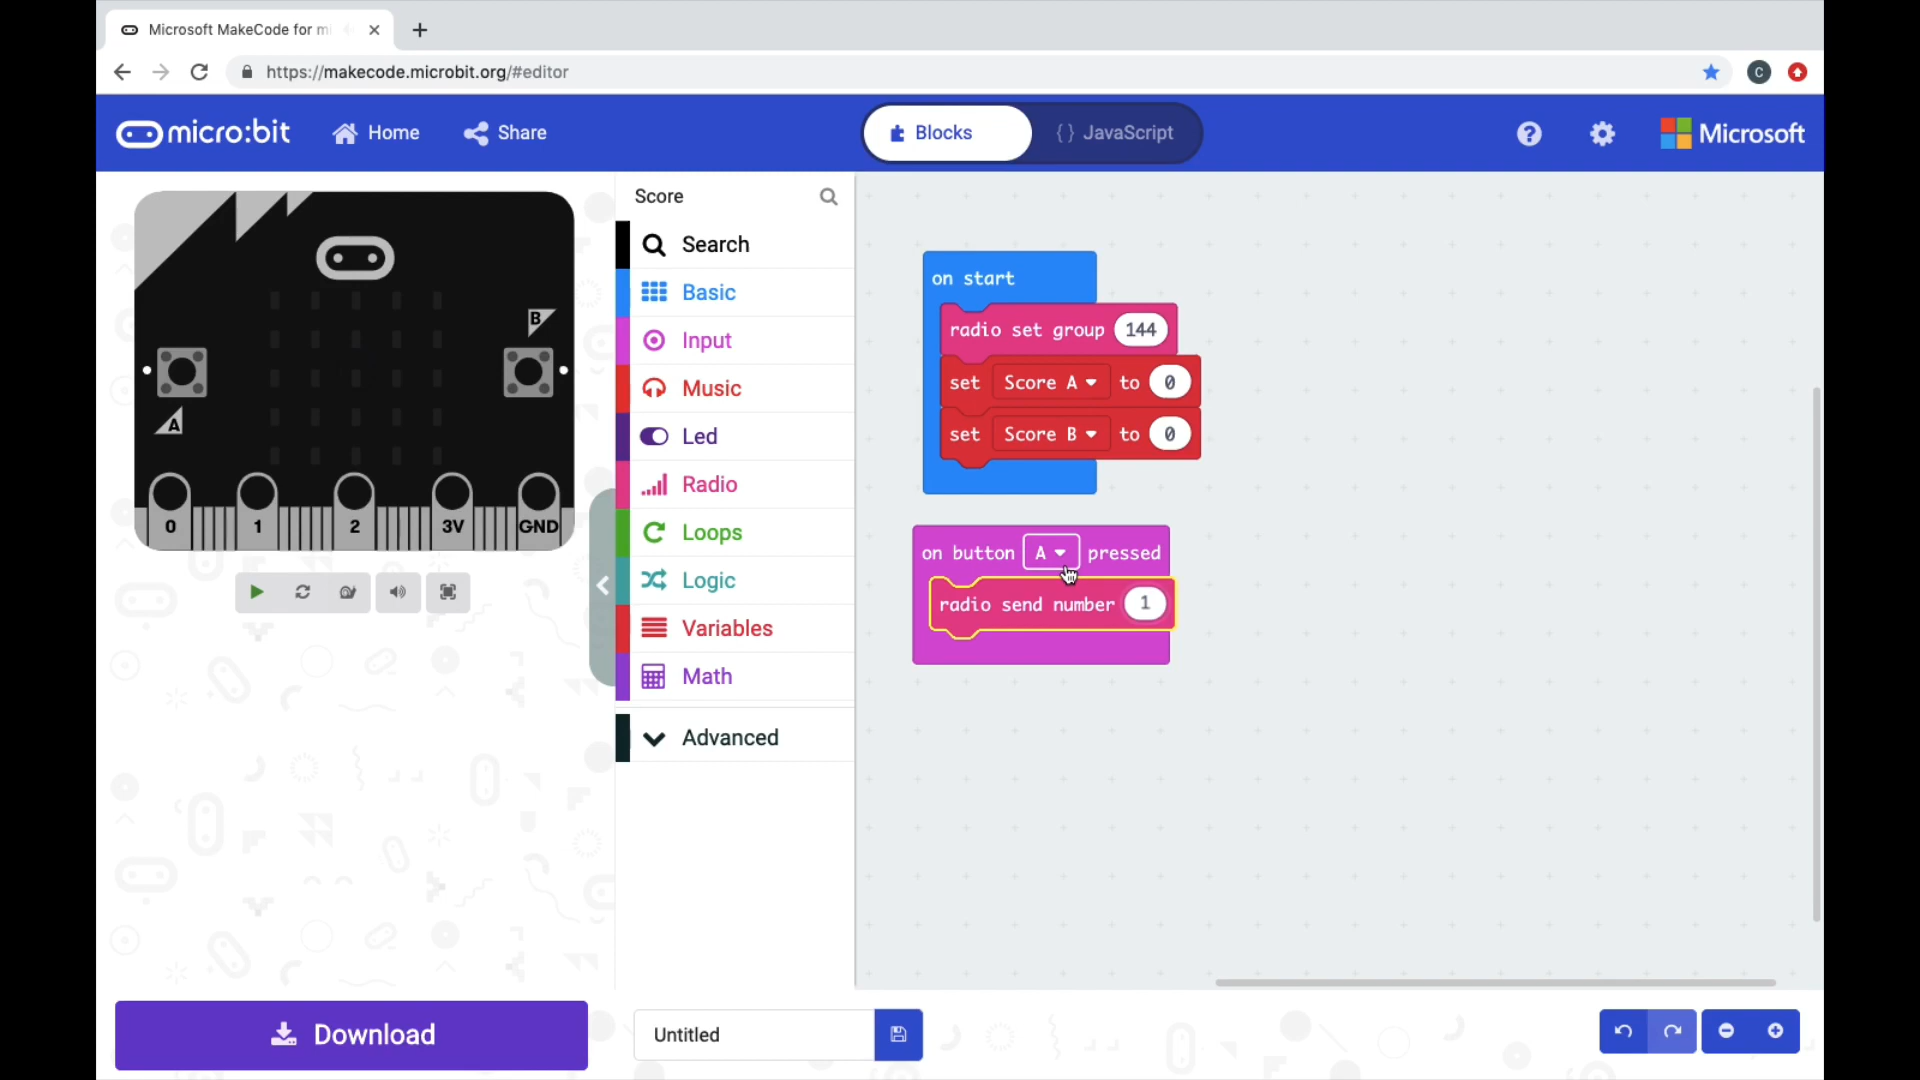 Microsoft MakeCode for mi
https://makecode.microbit.org/#editor
C
micro:bit
Home
Share
Blocks
{ } JavaScript
?
Microsoft
Score
Search
Basic
Input
Music
Led
Radio
Loops
Logic
Variables
Math
Advanced
B
A
0
1
2
3V
GND
on start
radio set group 144
set Score A to 0
set Score B to 0
on button A pressed
radio send number 1
Download
Untitled